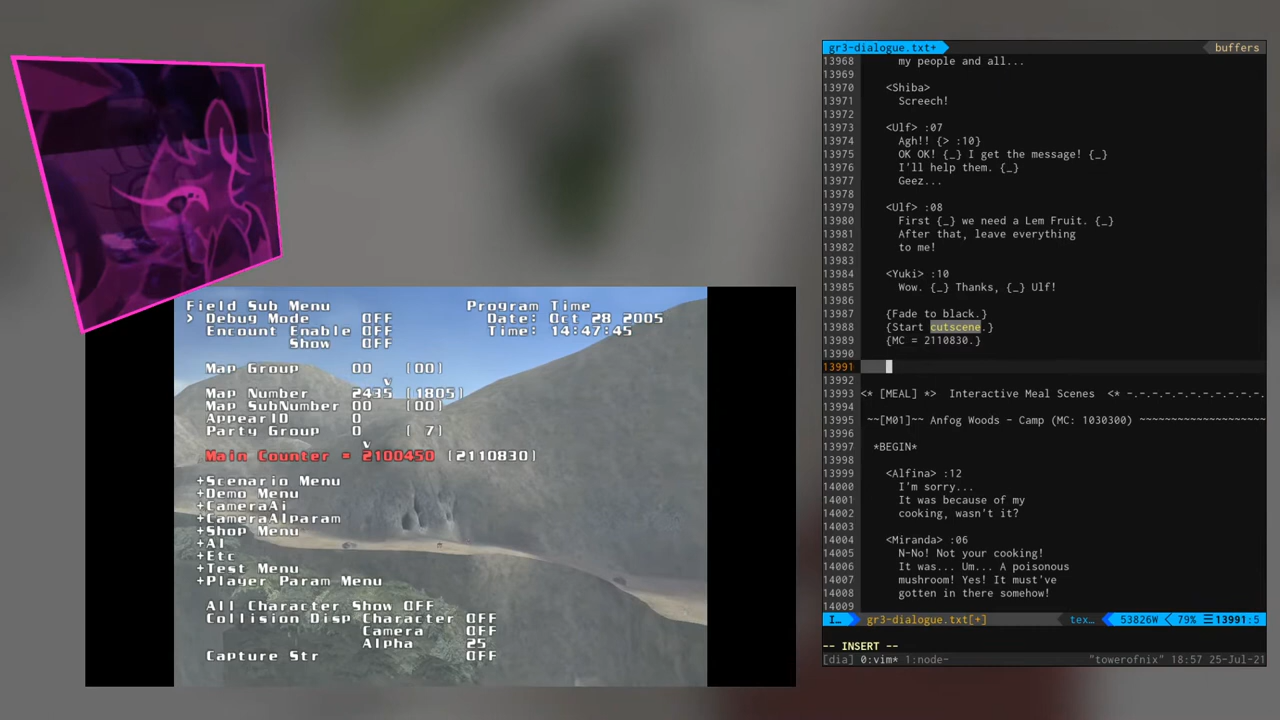 Field Sub Menu
> Debug Mode OFF
Encount Enable OFF
Show OFF
Program Time
Date: Oct 28 2005
Time: 14:47:45
Map Group 00 [00]
v
Map Number 2435 [1805]
Map SubNumber 00 [00]
AppearID 0
Party Group 0 [ 7]
v
Main Counter = 2100450 [2110830]
+Scenario Menu
+Demo Menu
+CameraAi
+CameraAlparam
+Shop Menu
+AI
+Etc
+Test Menu
+Player Param Menu
All Character Show OFF
Collision Disp Character OFF
Camera OFF
Alpha 25
Capture Str OFF
gr3-dialogue.txt+ buffers
13968 my people and all...
13969
13970 <Shiba>
13971 Screech!
13972
13973 <Ulf> :07
13974 Agh!! {> :10}
13975 OK OK! {_} I get the message! {_}
13976 I'll help them. {_}
13977 Geez...
13978
13979 <Ulf> :08
13980 First {_} we need a Lem Fruit. {_}
13981 After that, leave everything
13982 to me!
13983
13984 <Yuki> :10
13985 Wow. {_} Thanks, {_} Ulf!
13986
13987 {Fade to black.}
13988 {Start cutscene.}
13989 {MC = 2110830.}
13990
13991
13992
13993 <* [MEAL] *> Interactive Meal Scenes <* -.-.-.-.-.-.-.-.-.-.
13994
13995 ~~[M01]~~ Anfog Woods - Camp (MC: 1030300) ~~~~~~~~~~~~~~~~~~~
13996
13997 *BEGIN*
13998
13999 <Alfina> :12
14000 I'm sorry...
14001 It was because of my
14002 cooking, wasn't it?
14003
14004 <Miranda> :06
14005 N-No! Not your cooking!
14006 It was... Um... A poisonous
14007 mushroom! Yes! It must've
14008 gotten in there somehow!
14009
I… gr3-dialogue.txt[+] tex… 53826W 79% ☰13991:5
-- INSERT --
[dia] 0:vim* 1:node- "towerofnix" 18:57 25-Jul-21